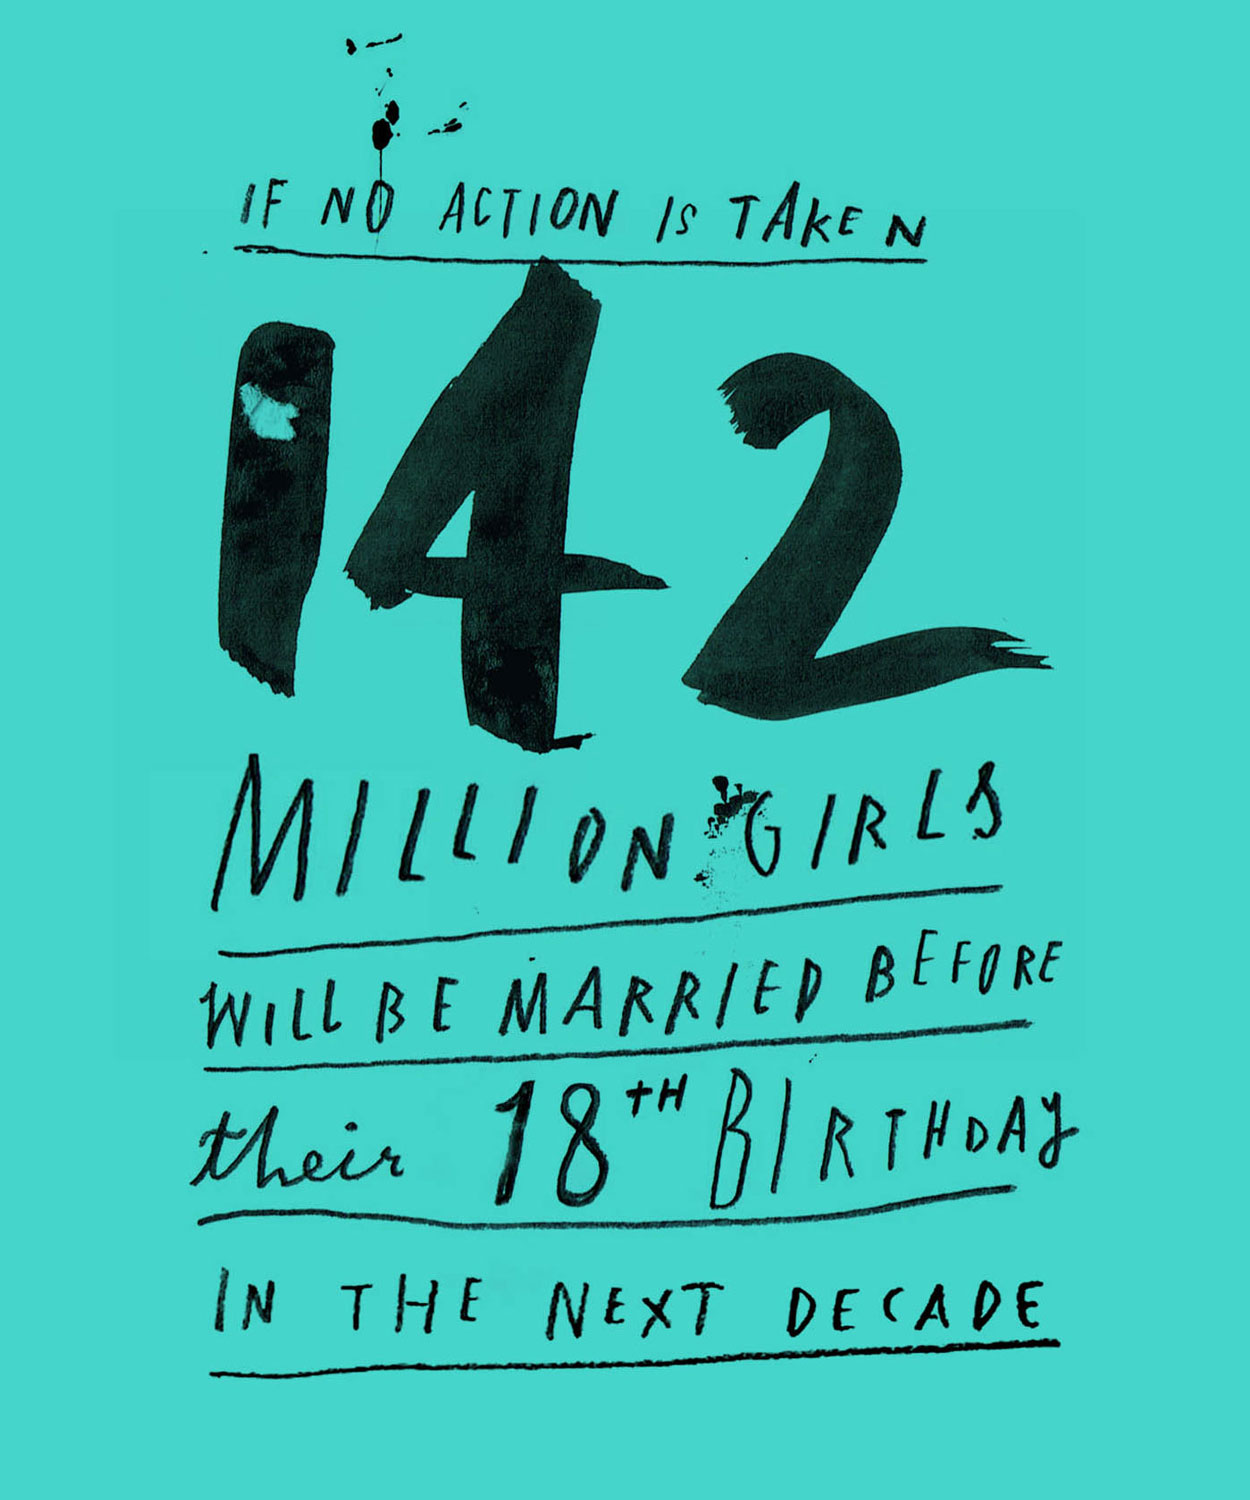 IF NO ACTION IS TAKEN
142
MILLION GIRLS
WILL BE MARRIED BEFORE
their 18TH BIRTHDAY
IN THE NEXT DECADE